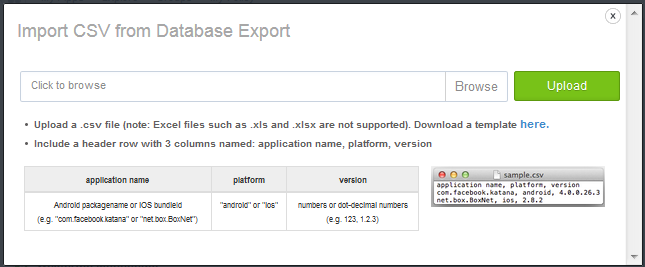 x
Import CSV from Database Export
Click to browse
Browse
Upload
• Upload a .csv file (note: Excel files such as .xls and .xlsx are not supported). Download a template here.
• Include a header row with 3 columns named: application name, platform, version
application name platform version
Android packagename or IOS bundleid "android" or "ios" numbers or dot-decimal numbers
(e.g. "com.facebook.katana" or "net.box.BoxNet") (e.g. 123, 1.2.3)
sample.csv
application name, platform, version
com.facebook.katana, android, 4.0.0.26.3
net.box.BoxNet, ios, 2.8.2